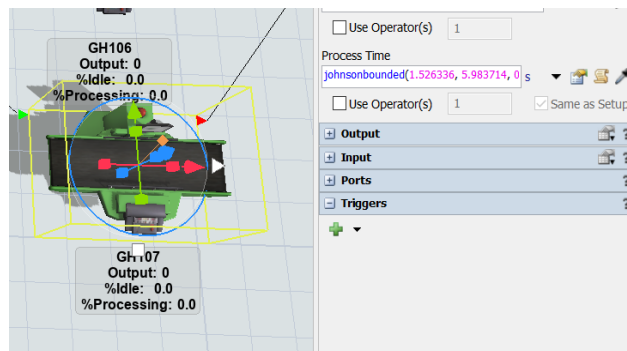 GH106
Output: 0
%Idle: 0.0
%Processing: 0.0
GH107
Output: 0
%Idle: 0.0
%Processing: 0.0
Use Operator(s) 1
Process Time
johnsonbounded(1.526336, 5.983714, 0 s
Use Operator(s) 1 Same as Setup
Output ?
Input ?
Ports ?
Triggers ?